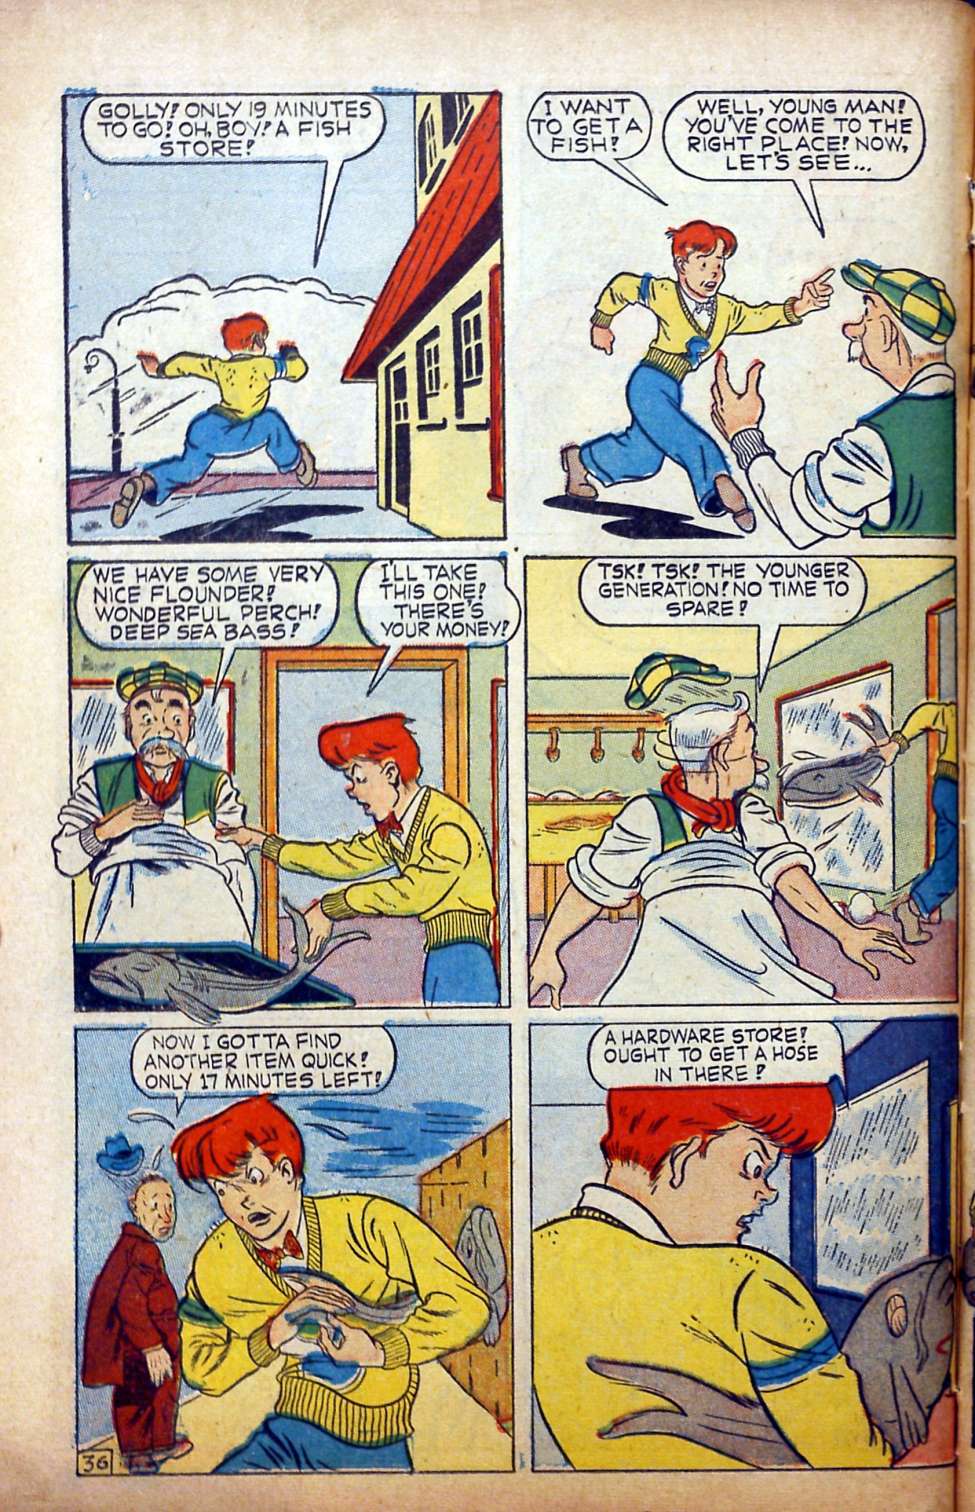 GOLLY! ONLY 19 MINUTES
TO GO! OH, BOY! A FISH
STORE!
I WANT
TO GET A
FISH!
WELL, YOUNG MAN!
YOU'VE COME TO THE
RIGHT PLACE! NOW,
LET'S SEE...
WE HAVE SOME VERY
NICE FLOUNDER!
WONDERFUL PERCH!
DEEP SEA BASS!
I'LL TAKE
THIS ONE!
THERE'S
YOUR MONEY!
TSK! TSK! THE YOUNGER
GENERATION! NO TIME TO
SPARE!
NOW I GOTTA FIND
ANOTHER ITEM QUICK!
ONLY 17 MINUTES LEFT!
A HARDWARE STORE!
OUGHT TO GET A HOSE
IN THERE!
36